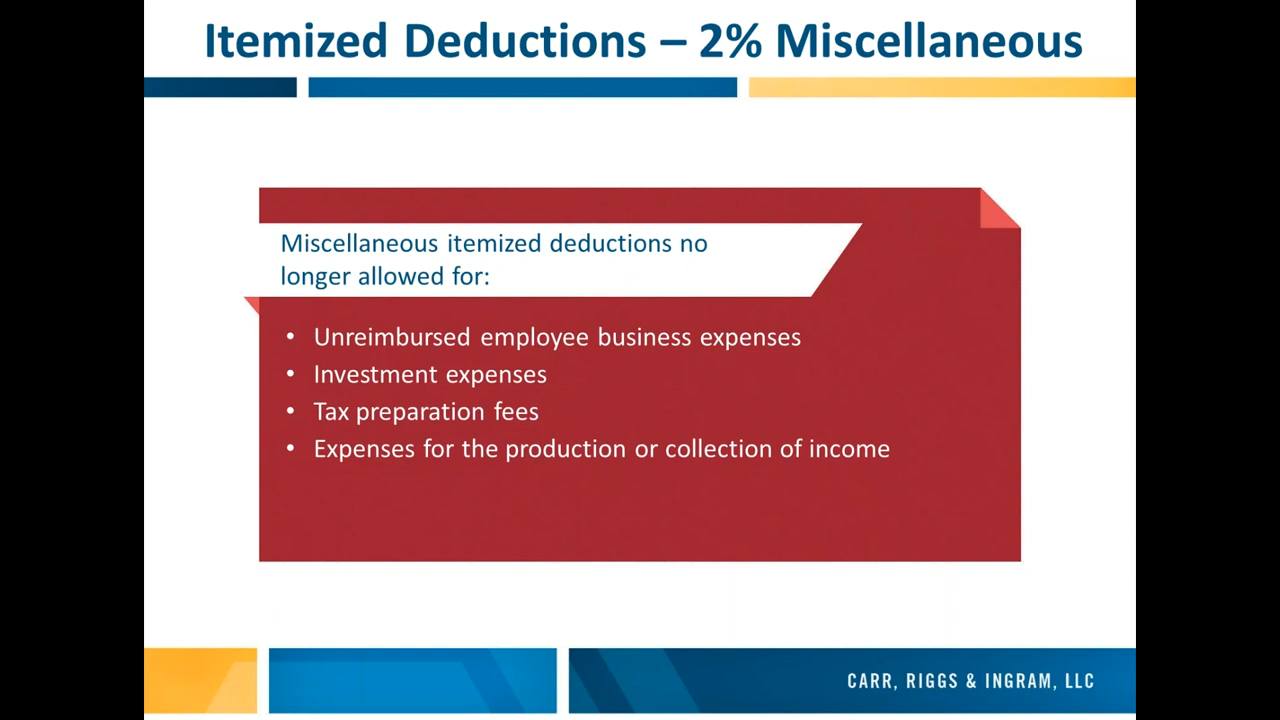 Itemized Deductions – 2% Miscellaneous
Miscellaneous itemized deductions no
longer allowed for:
• Unreimbursed employee business expenses
• Investment expenses
• Tax preparation fees
• Expenses for the production or collection of income
CARR, RIGGS & INGRAM, LLC